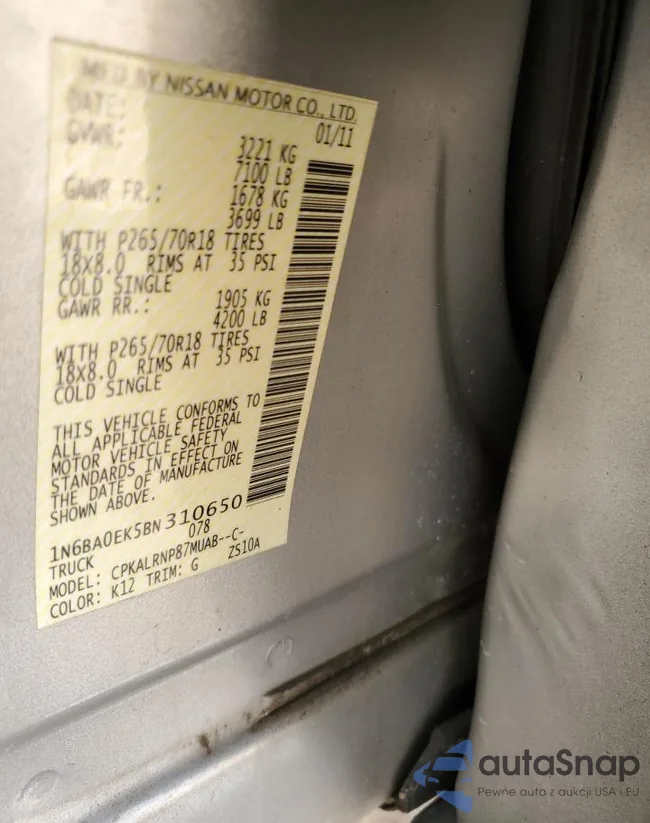 MFD BY NISSAN MOTOR CO., LTD.
DATE: 01/11
GVWR: 3221 KG
7100 LB
GAWR FR.: 1678 KG
3699 LB
WITH P265/70R18 TIRES
18X8.0 RIMS AT 35 PSI
COLD SINGLE
GAWR RR.: 1905 KG
4200 LB
WITH P265/70R18 TIRES
18X8.0 RIMS AT 35 PSI
COLD SINGLE
THIS VEHICLE CONFORMS TO
ALL APPLICABLE FEDERAL
MOTOR VEHICLE SAFETY
STANDARDS IN EFFECT ON
THE DATE OF MANUFACTURE
SHOWN ABOVE.
1N6BA0EK5BN310650
TRUCK 078
MODEL: CPKALRNP87MUAB--C-
COLOR: K12 TRIM: G ZS10A
autaSnap
Pewne auto z aukcji USA i EU